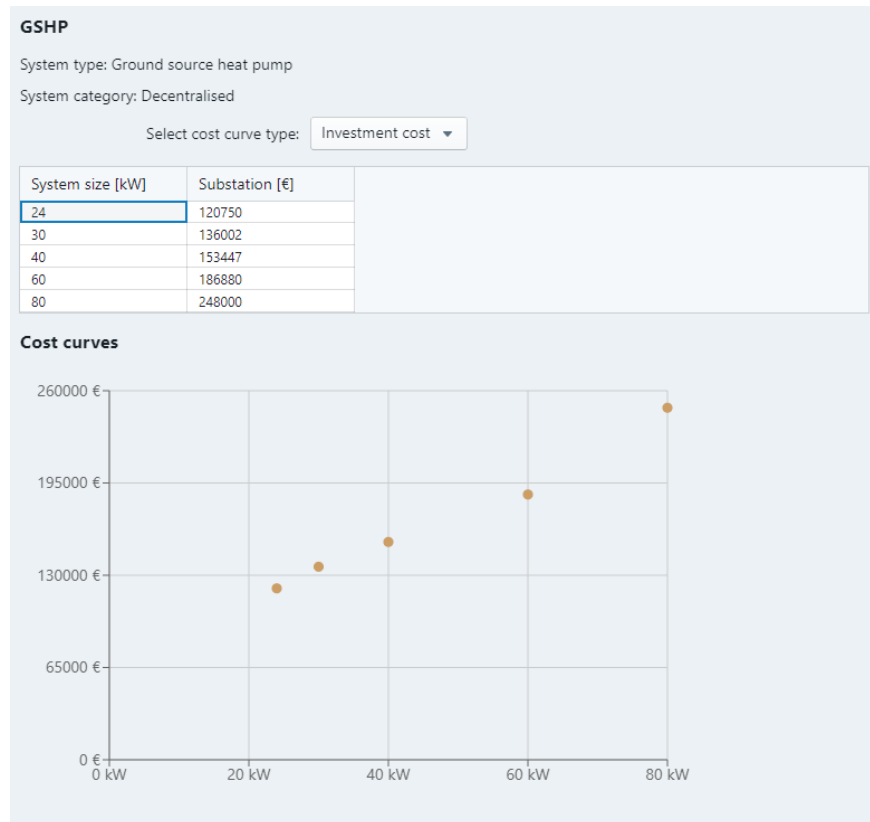 GSHP
System type: Ground source heat pump
System category: Decentralised
Select cost curve type: Investment cost
System size [kW] Substation [€]
24 120750
30 136002
40 153447
60 186880
80 248000
Cost curves
260000 €
195000 €
130000 €
65000 €
0 €
0 kW 20 kW 40 kW 60 kW 80 kW